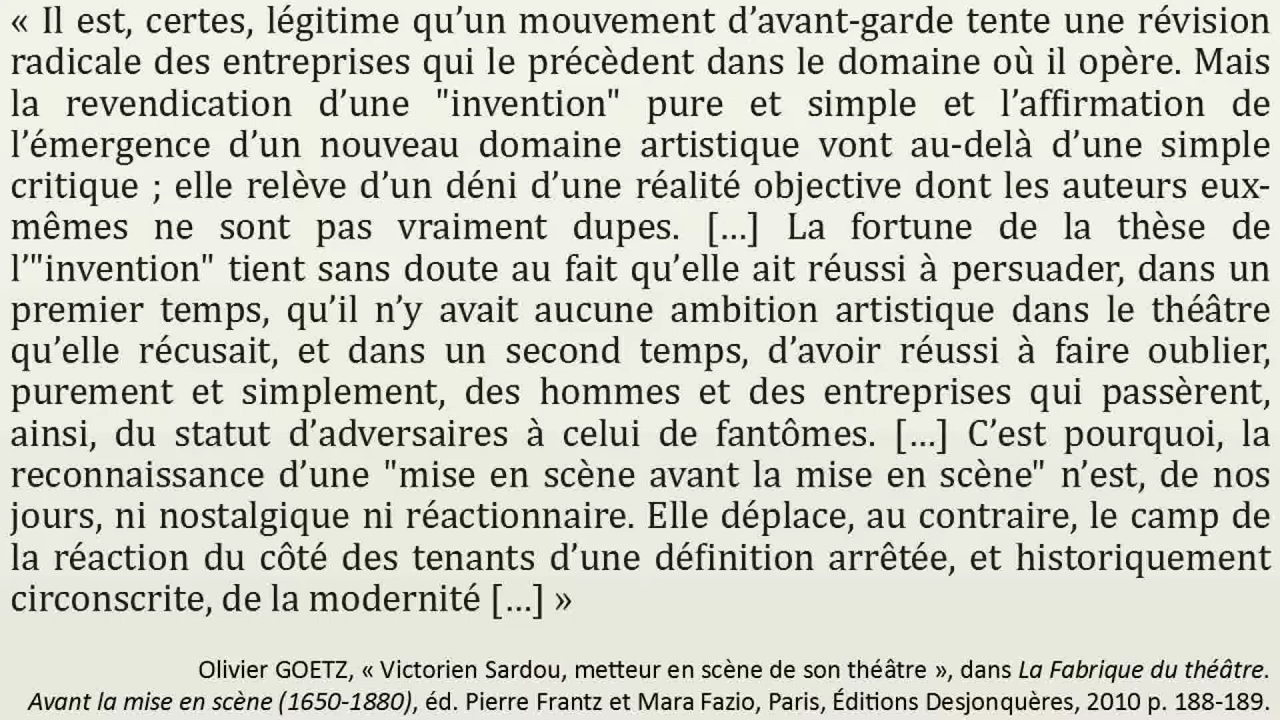 « Il est, certes, légitime qu’un mouvement d’avant-garde tente une révision
radicale des entreprises qui le précèdent dans le domaine où il opère. Mais
la revendication d’une "invention" pure et simple et l’affirmation de
l’émergence d’un nouveau domaine artistique vont au-delà d’une simple
critique ; elle relève d’un déni d’une réalité objective dont les auteurs eux-
mêmes ne sont pas vraiment dupes. [...] La fortune de la thèse de
l’"invention" tient sans doute au fait qu’elle ait réussi à persuader, dans un
premier temps, qu’il n’y avait aucune ambition artistique dans le théâtre
qu’elle récusait, et dans un second temps, d’avoir réussi à faire oublier,
purement et simplement, des hommes et des entreprises qui passèrent,
ainsi, du statut d’adversaires à celui de fantômes. [...] C’est pourquoi, la
reconnaissance d’une "mise en scène avant la mise en scène" n’est, de nos
jours, ni nostalgique ni réactionnaire. Elle déplace, au contraire, le camp de
la réaction du côté des tenants d’une définition arrêtée, et historiquement
circonscrite, de la modernité [...] »
Olivier GOETZ, « Victorien Sardou, metteur en scène de son théâtre », dans La Fabrique du théâtre.
Avant la mise en scène (1650-1880), éd. Pierre Frantz et Mara Fazio, Paris, Éditions Desjonquères, 2010 p. 188-189.